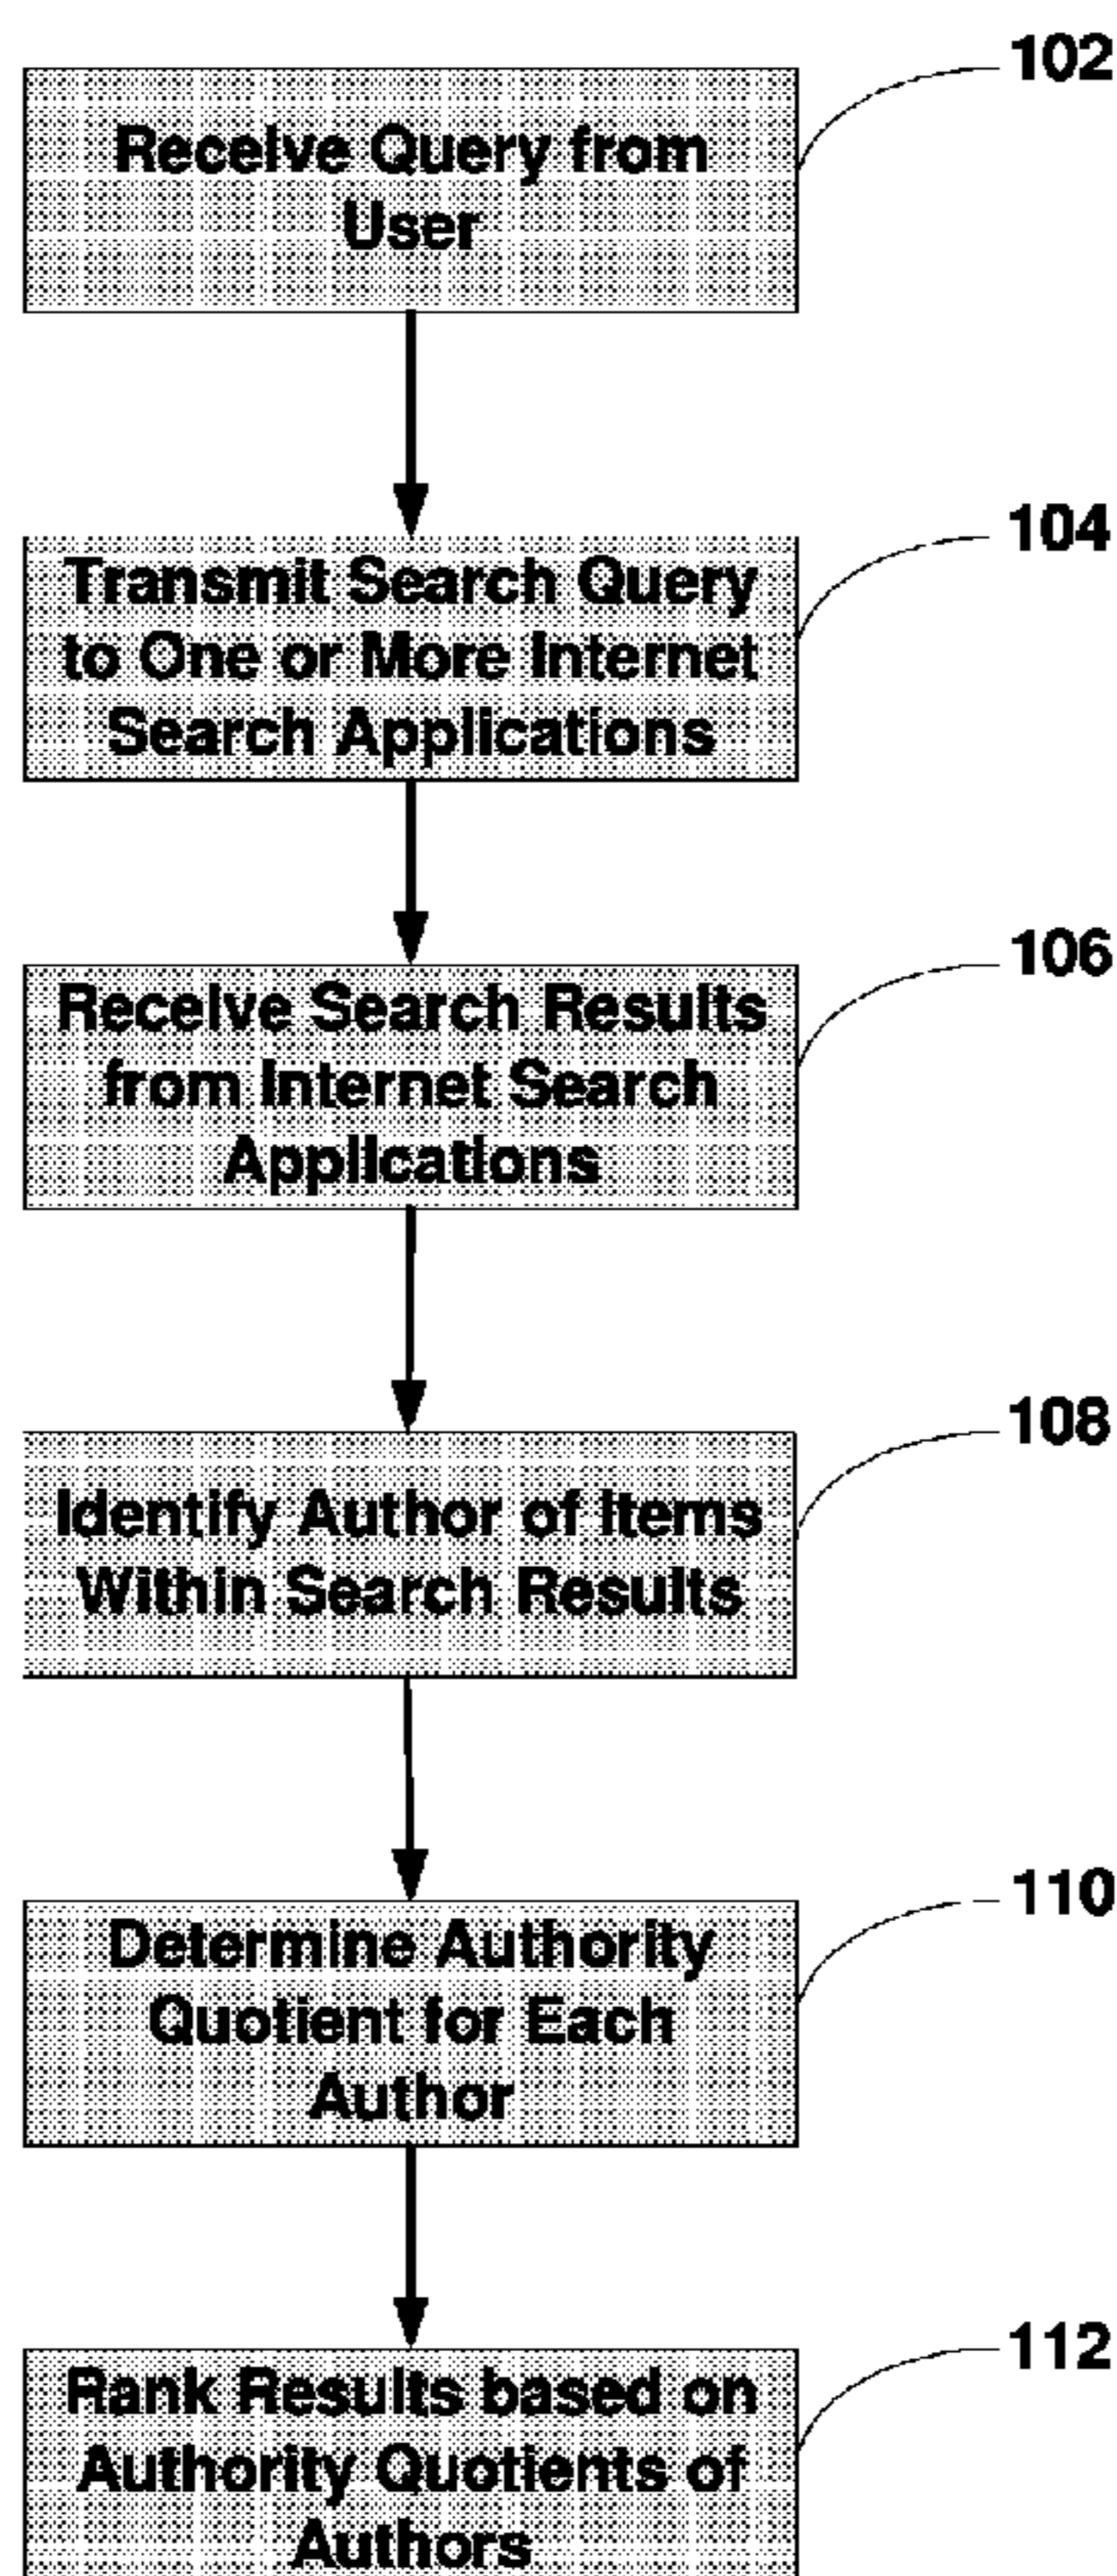 102
Receive Query from
User
104
Transmit Search Query
to One or More Internet
Search Applications
106
Receive Search Results
from Internet Search
Applications
108
Identify Author of Items
Within Search Results
110
Determine Authority
Quotient for Each
Author
112
Rank Results based on
Authority Quotients of
Authors